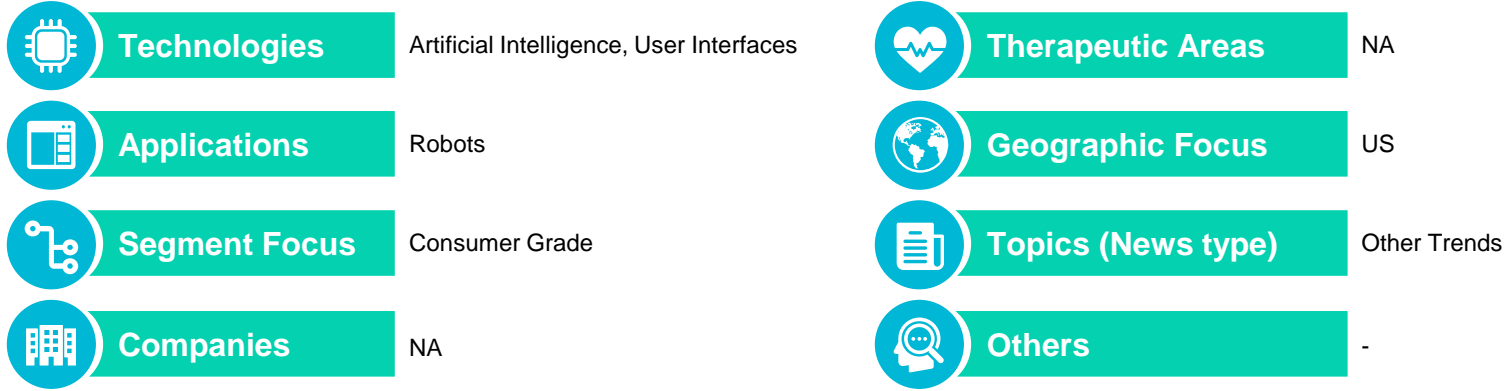 Technologies
Artificial Intelligence, User Interfaces
Applications
Robots
Segment Focus
Consumer Grade
Companies
NA
Therapeutic Areas
NA
Geographic Focus
US
Topics (News type)
Other Trends
Others
-